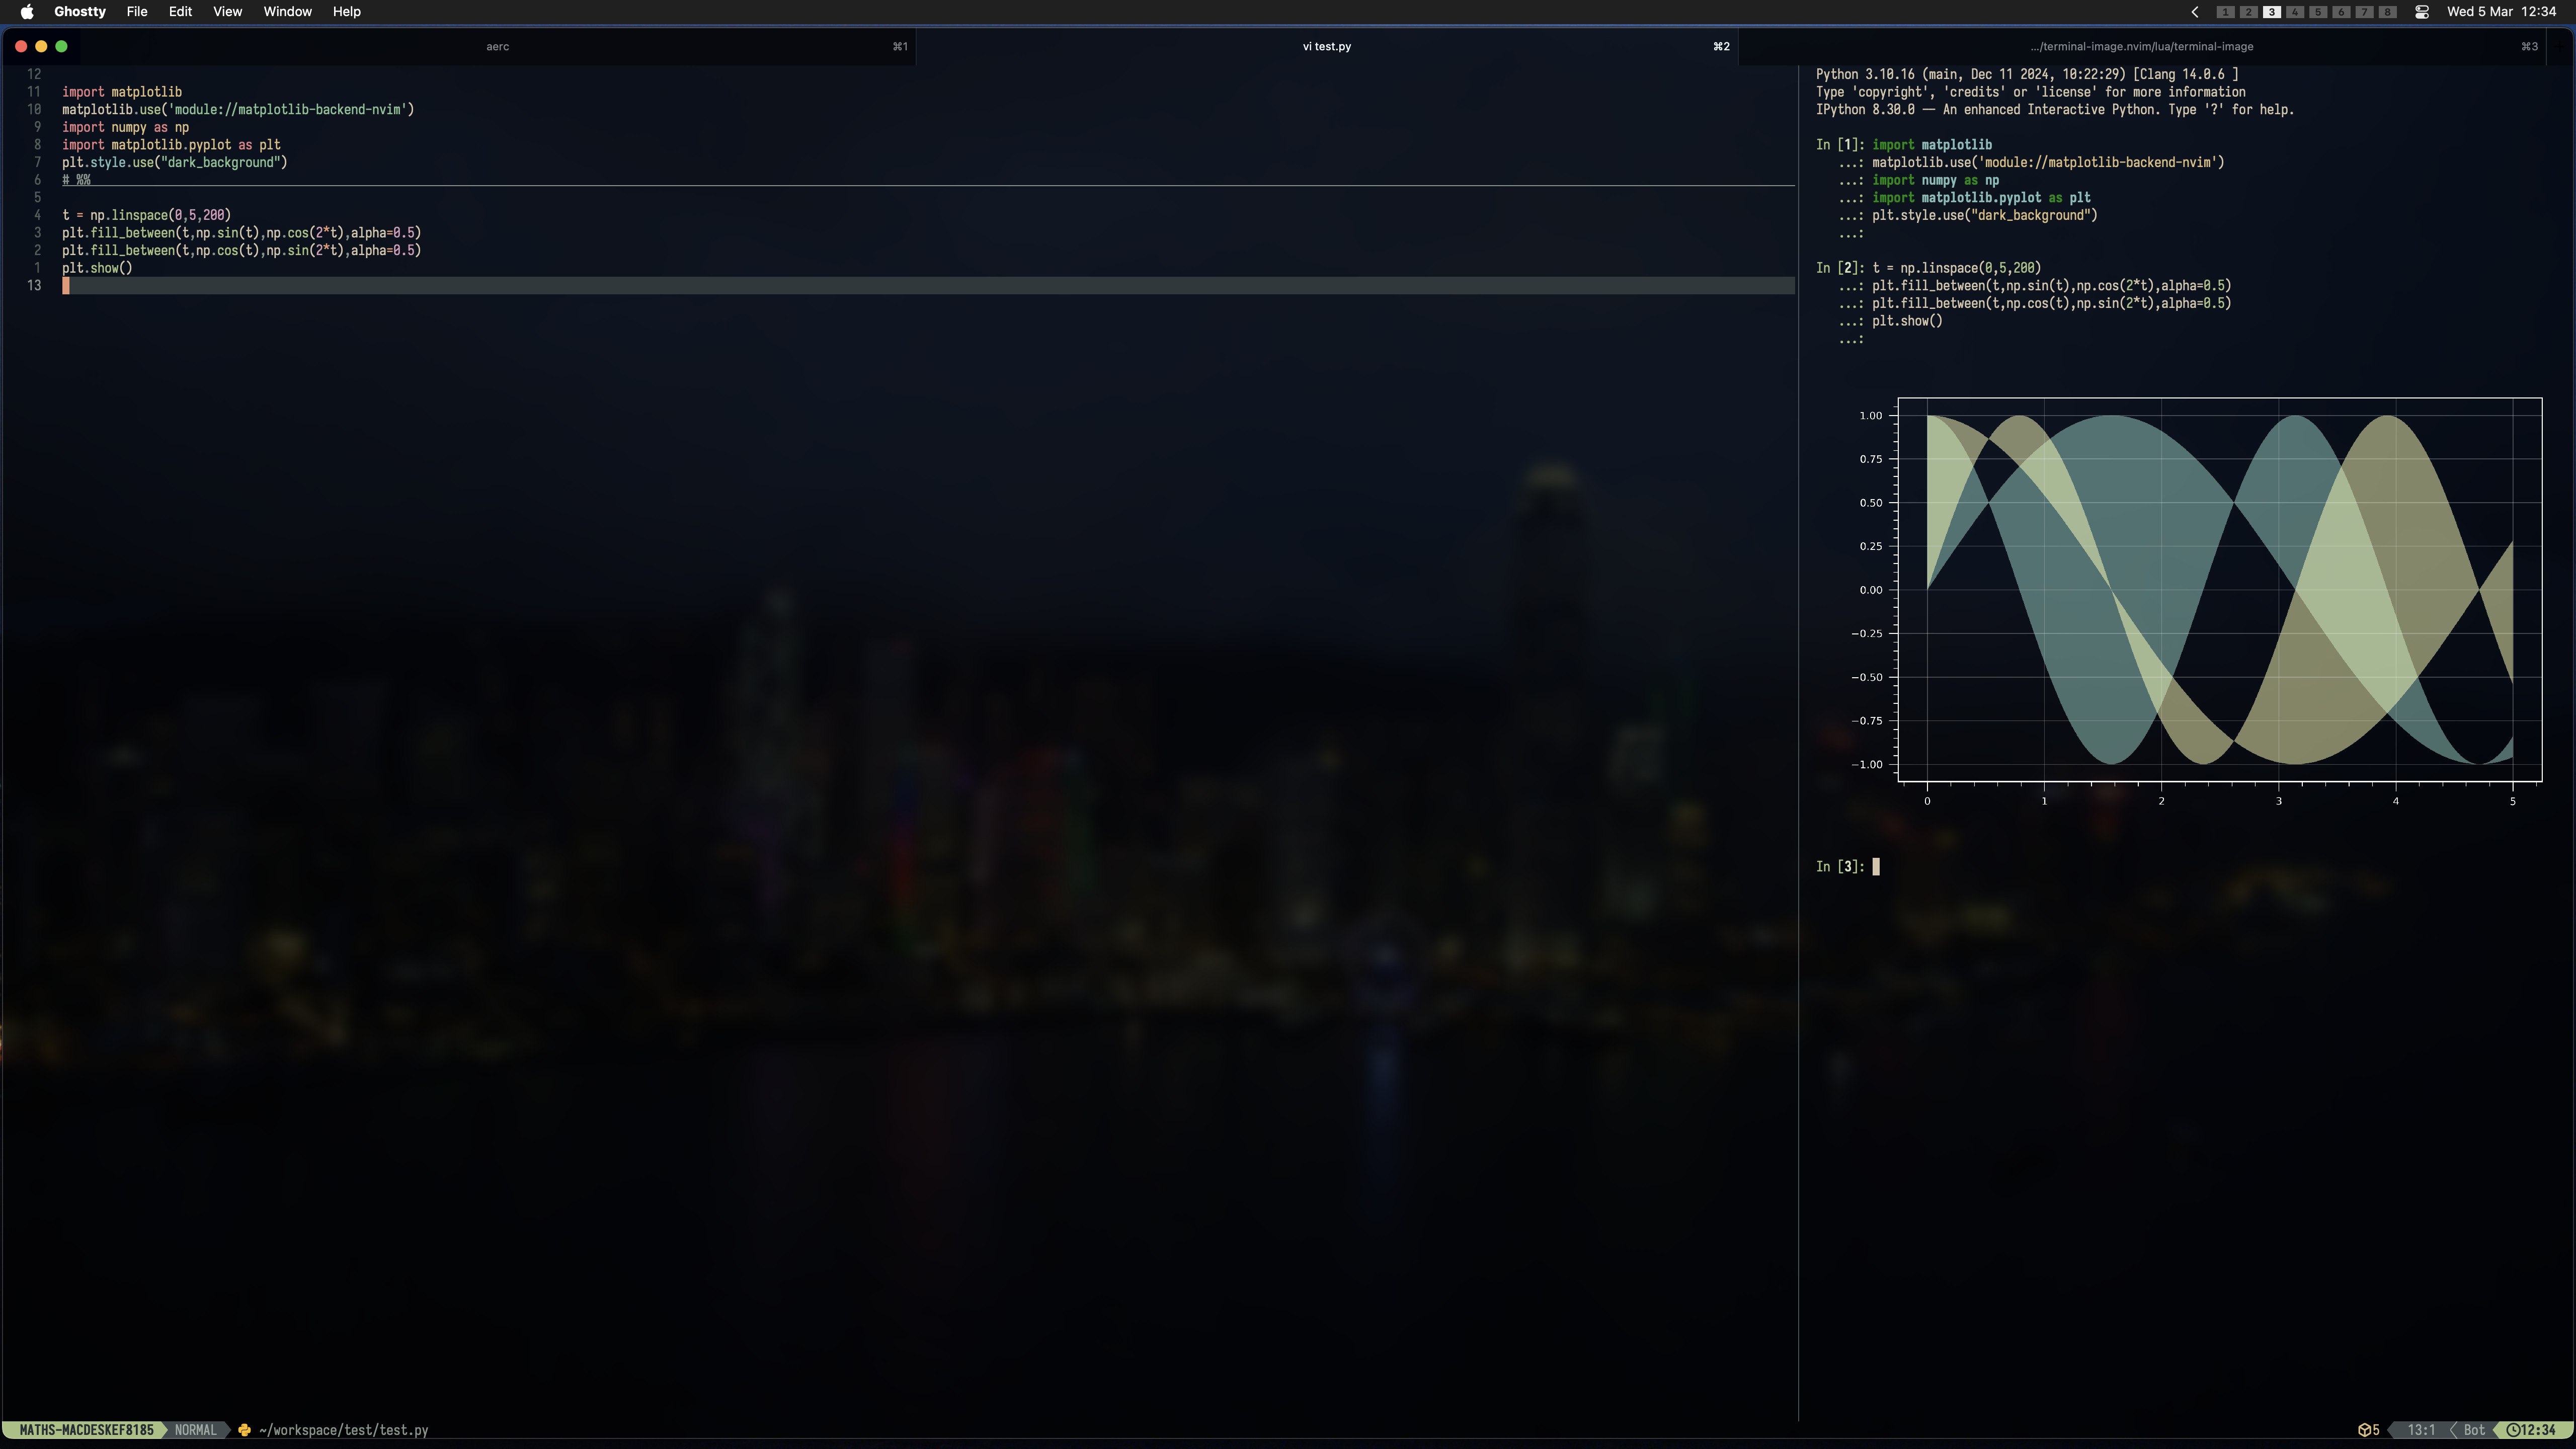 Ghostty File Edit View Window Help
1 2 3 4 5 6 7 8 Wed 5 Mar 12:34
aerc ⌘1 vi test.py ⌘2 .../terminal-image.nvim/lua/terminal-image ⌘3
12
11 import matplotlib
10 matplotlib.use('module://matplotlib-backend-nvim')
9 import numpy as np
8 import matplotlib.pyplot as plt
7 plt.style.use("dark_background")
6 # %%
5
4 t = np.linspace(0,5,200)
3 plt.fill_between(t,np.sin(t),np.cos(2*t),alpha=0.5)
2 plt.fill_between(t,np.cos(t),np.sin(2*t),alpha=0.5)
1 plt.show()
13
Python 3.10.16 (main, Dec 11 2024, 10:22:29) [Clang 14.0.6 ]
Type 'copyright', 'credits' or 'license' for more information
IPython 8.30.0 — An enhanced Interactive Python. Type '?' for help.
In [1]: import matplotlib
...: matplotlib.use('module://matplotlib-backend-nvim')
...: import numpy as np
...: import matplotlib.pyplot as plt
...: plt.style.use("dark_background")
...:
In [2]: t = np.linspace(0,5,200)
...: plt.fill_between(t,np.sin(t),np.cos(2*t),alpha=0.5)
...: plt.fill_between(t,np.cos(t),np.sin(2*t),alpha=0.5)
...: plt.show()
...:
1.00
0.75
0.50
0.25
0.00
−0.25
−0.50
−0.75
−1.00
0 1 2 3 4 5
In [3]:
MATHS-MACDESKEF8185 NORMAL ~/workspace/test/test.py
5 13:1 Bot 12:34